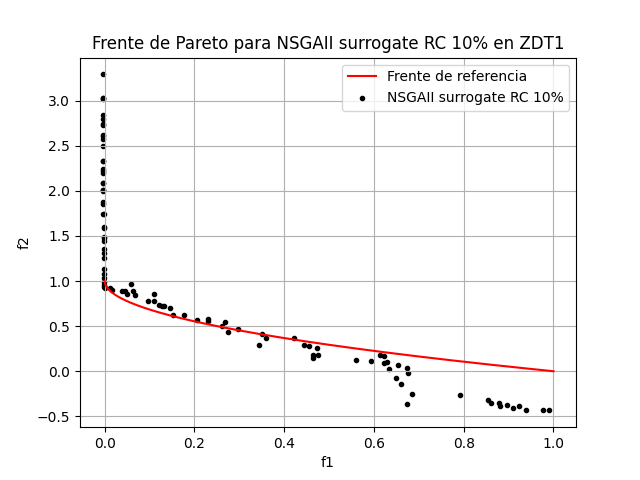 Frente de Pareto para NSGAII surrogate RC 10% en ZDT1
Frente de referencia
NSGAII surrogate RC 10%
3.0
2.5
2.0
1.5
1.0
0.5
0.0
−0.5
f2
0.0 0.2 0.4 0.6 0.8 1.0
f1